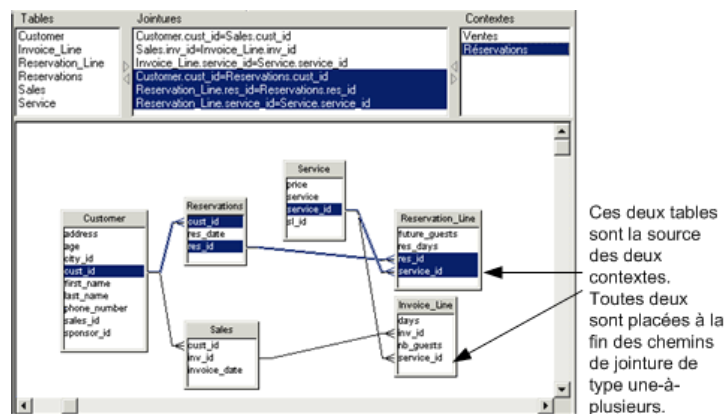 Tables
Customer
Invoice_Line
Reservation_Line
Reservations
Sales
Service
Jointures
Customer.cust_id=Sales.cust_id
Sales.inv_id=Invoice_Line.inv_id
Invoice_Line.service_id=Service.service_id
Customer.cust_id=Reservations.cust_id
Reservation_Line.res_id=Reservations.res_id
Reservation_Line.service_id=Service.service_id
Contextes
Ventes
Réservations
Service
price
service
service_id
sl_id
Reservations
cust_id
res_date
res_id
Customer
address
age
city_id
cust_id
first_name
last_name
phone_number
sales_id
sponsor_id
Reservation_Line
future_guests
res_days
res_id
service_id
Sales
cust_id
inv_id
invoice_date
Invoice_Line
days
inv_id
nb_guests
service_id
Ces deux tables
sont la source
des deux
contextes.
Toutes deux
sont placées à la
fin des chemins
de jointure de
type une-à-
plusieurs.